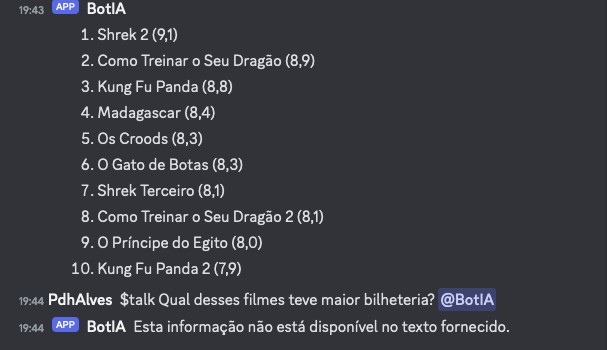 19:43 APP BotIA
1. Shrek 2 (9,1)
2. Como Treinar o Seu Dragão (8,9)
3. Kung Fu Panda (8,8)
4. Madagascar (8,4)
5. Os Croods (8,3)
6. O Gato de Botas (8,3)
7. Shrek Terceiro (8,1)
8. Como Treinar o Seu Dragão 2 (8,1)
9. O Príncipe do Egito (8,0)
10. Kung Fu Panda 2 (7,9)
19:44 PdhAlves $talk Qual desses filmes teve maior bilheteria? @BotIA
19:44 APP BotIA Esta informação não está disponível no texto fornecido.